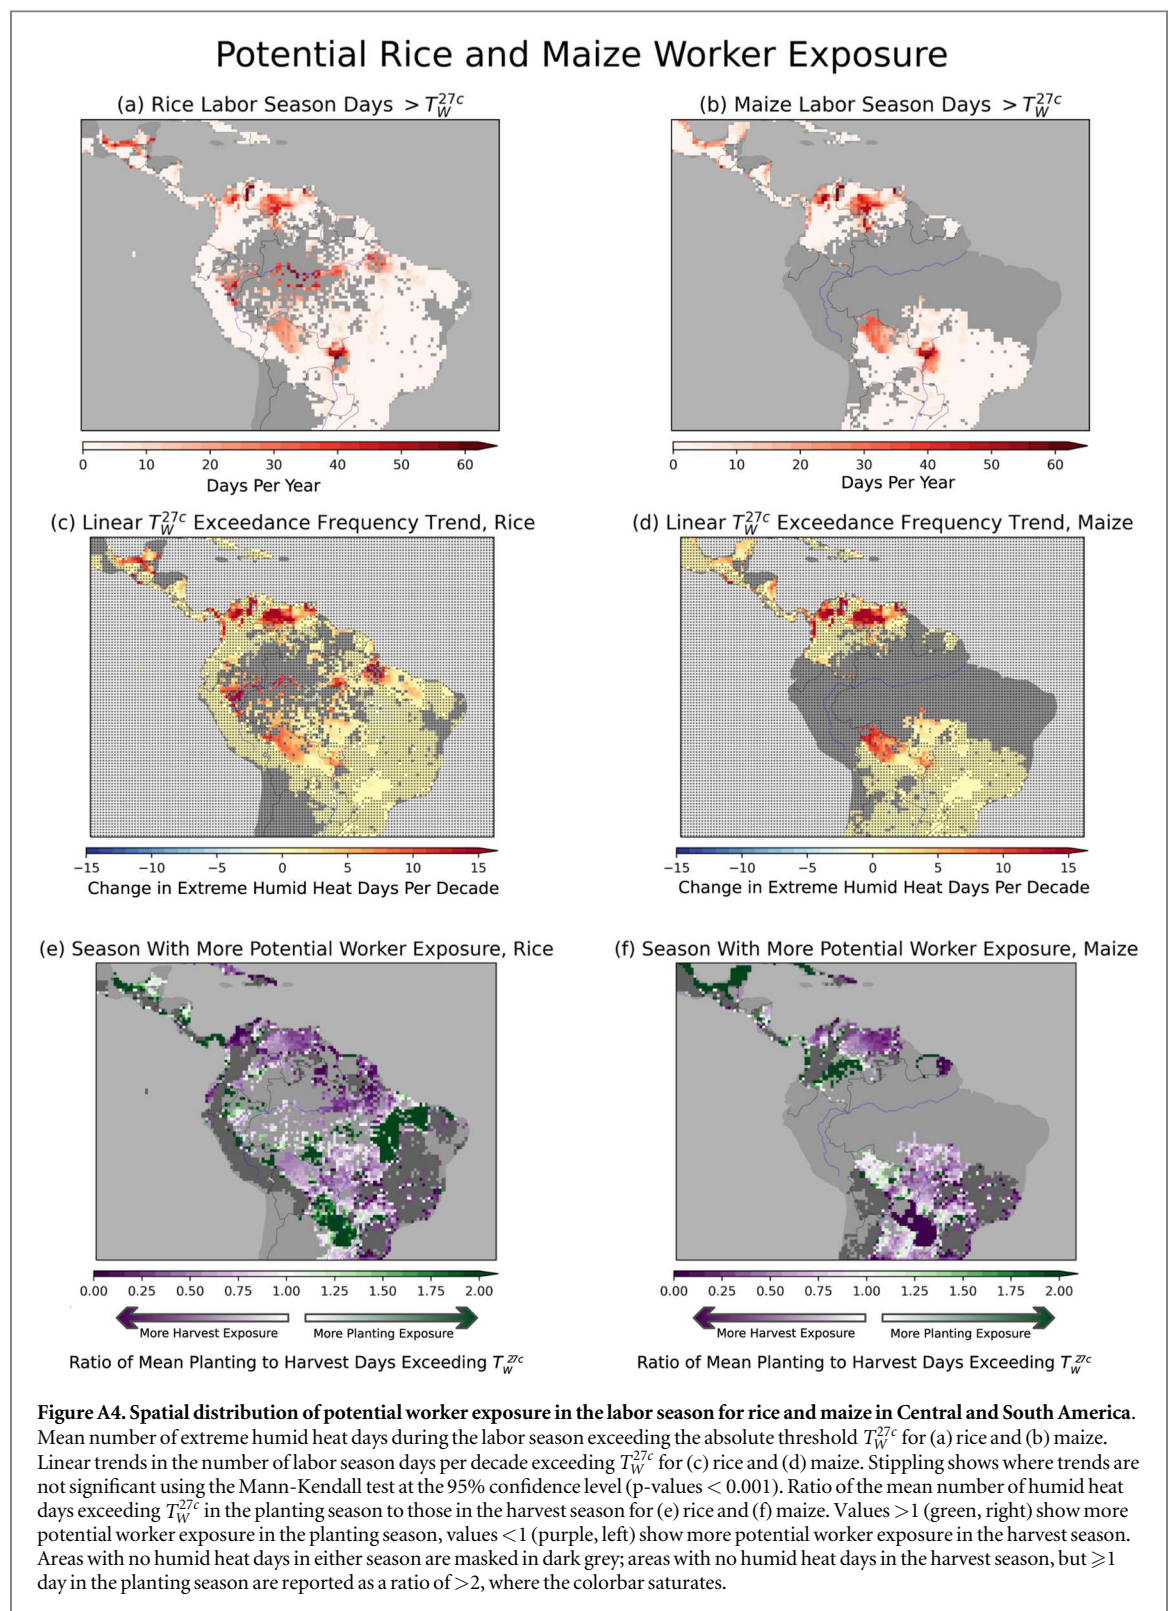 Potential Rice and Maize Worker Exposure
(a) Rice Labor Season Days > T_W^{27c}
(b) Maize Labor Season Days > T_W^{27c}
0 10 20 30 40 50 60
Days Per Year
0 10 20 30 40 50 60
Days Per Year
(c) Linear T_W^{27c} Exceedance Frequency Trend, Rice
(d) Linear T_W^{27c} Exceedance Frequency Trend, Maize
−15 −10 −5 0 5 10 15
Change in Extreme Humid Heat Days Per Decade
−15 −10 −5 0 5 10 15
Change in Extreme Humid Heat Days Per Decade
(e) Season With More Potential Worker Exposure, Rice
(f) Season With More Potential Worker Exposure, Maize
0.00 0.25 0.50 0.75 1.00 1.25 1.50 1.75 2.00
More Harvest Exposure More Planting Exposure
Ratio of Mean Planting to Harvest Days Exceeding T_W^{27c}
0.00 0.25 0.50 0.75 1.00 1.25 1.50 1.75 2.00
More Harvest Exposure More Planting Exposure
Ratio of Mean Planting to Harvest Days Exceeding T_W^{27c}
Figure A4. Spatial distribution of potential worker exposure in the labor season for rice and maize in Central and South America.
Mean number of extreme humid heat days during the labor season exceeding the absolute threshold T_W^{27c} for (a) rice and (b) maize.
Linear trends in the number of labor season days per decade exceeding T_W^{27c} for (c) rice and (d) maize. Stippling shows where trends are
not significant using the Mann-Kendall test at the 95% confidence level (p-values < 0.001). Ratio of the mean number of humid heat
days exceeding T_W^{27c} in the planting season to those in the harvest season for (e) rice and (f) maize. Values >1 (green, right) show more
potential worker exposure in the planting season, values <1 (purple, left) show more potential worker exposure in the harvest season.
Areas with no humid heat days in either season are masked in dark grey; areas with no humid heat days in the harvest season, but ⩾1
day in the planting season are reported as a ratio of >2, where the colorbar saturates.